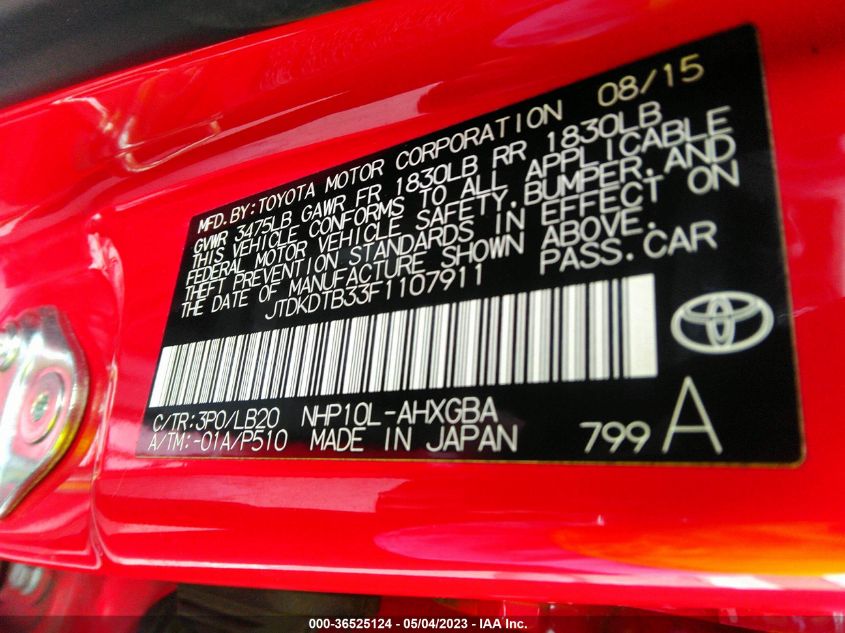 MFD.BY:TOYOTA MOTOR CORPORATION 08/15
GVWR 3475LB GAWR FR 1830LB RR 1830LB
THIS VEHICLE CONFORMS TO ALL APPLICABLE
FEDERAL MOTOR VEHICLE SAFETY,BUMPER,AND
THEFT PREVENTION STANDARDS IN EFFECT ON
THE DATE OF MANUFACTURE SHOWN ABOVE.
JTDKDTB33F1107911 PASS.CAR
C/TR:3P0/LB20 NHP10L-AHXGBA
A/TM:-01A/P510 MADE IN JAPAN 799 A
000-36525124 - 05/04/2023 - IAA Inc.